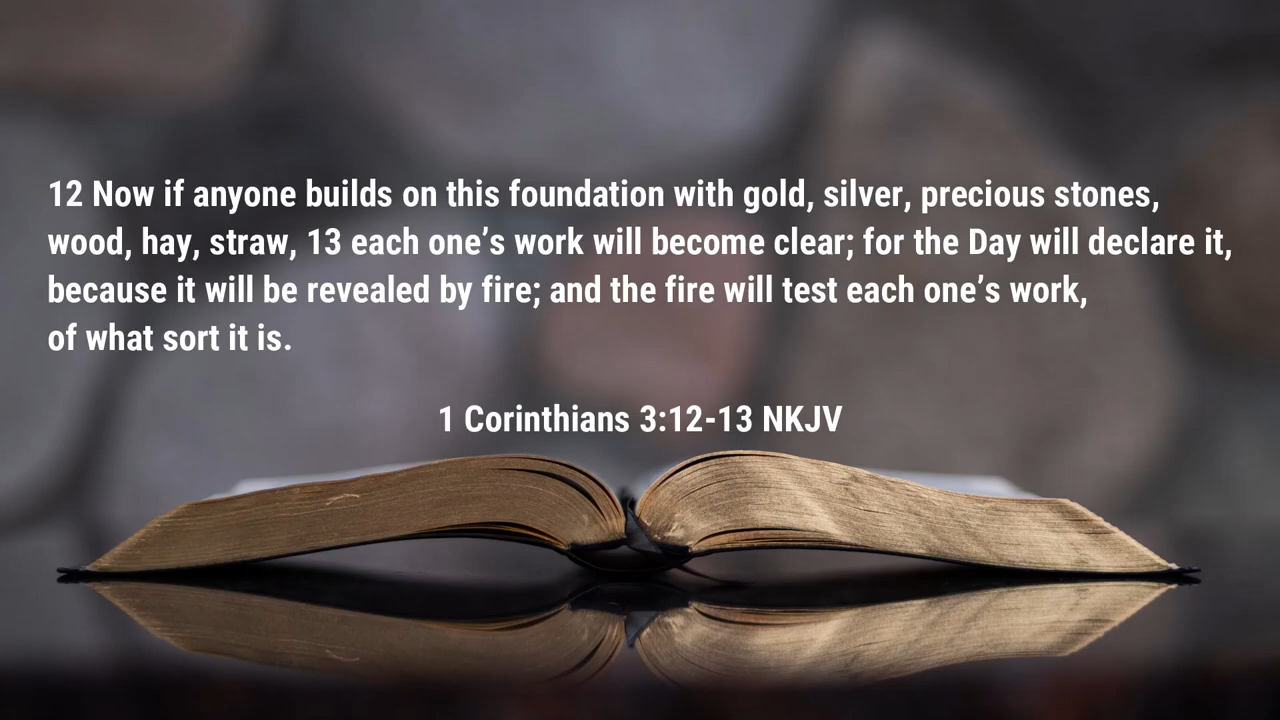 12 Now if anyone builds on this foundation with gold, silver, precious stones,
wood, hay, straw, 13 each one’s work will become clear; for the Day will declare it,
because it will be revealed by fire; and the fire will test each one’s work,
of what sort it is.
1 Corinthians 3:12-13 NKJV